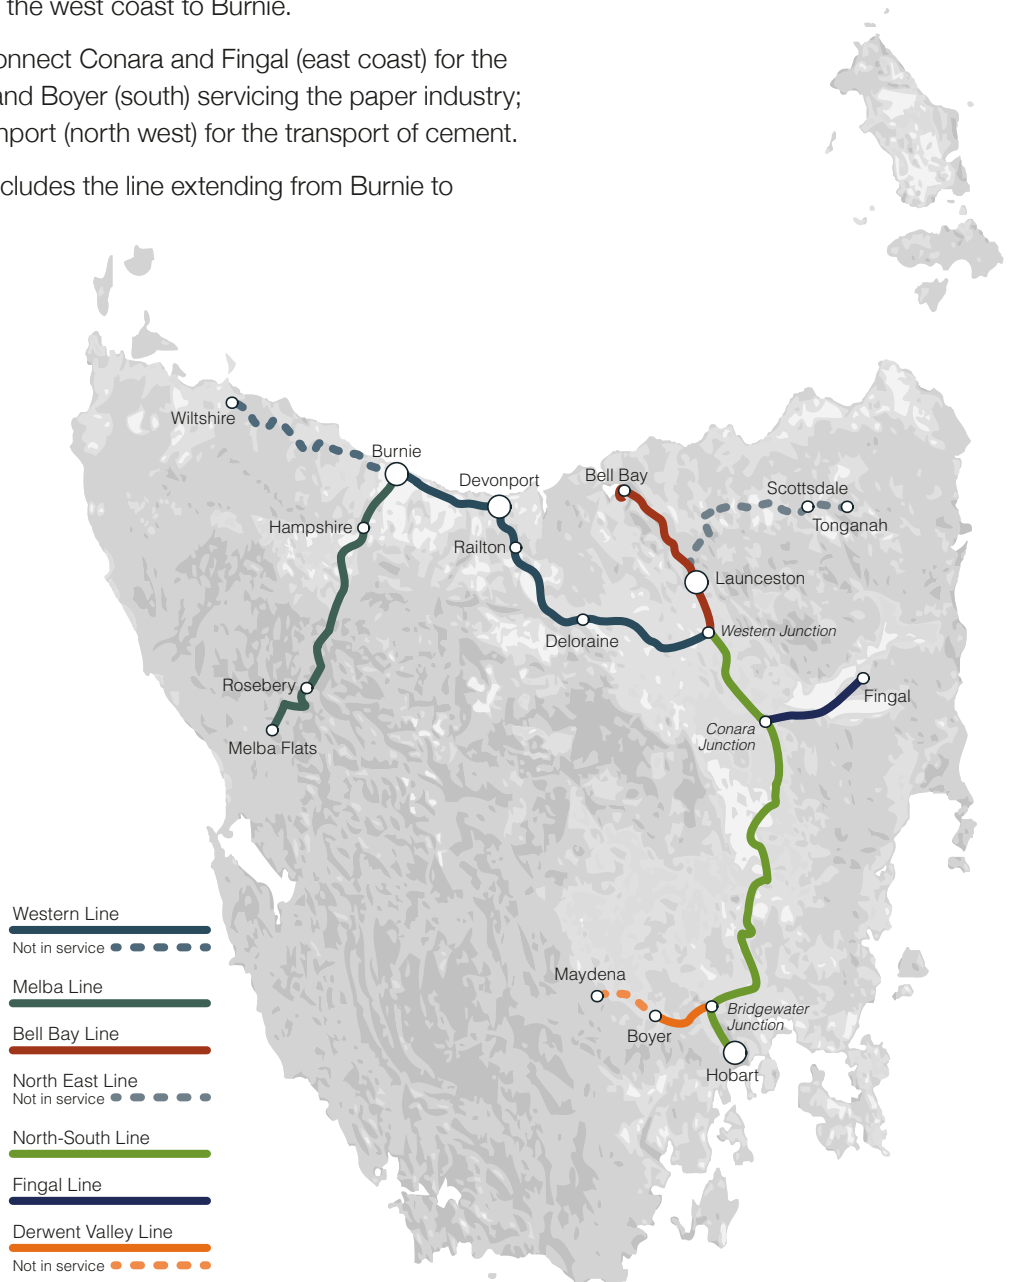 the west coast to Burnie.
onnect Conara and Fingal (east coast) for the
and Boyer (south) servicing the paper industry;
nport (north west) for the transport of cement.
cludes the line extending from Burnie to
Wiltshire
Burnie
Devonport
Bell Bay
Scottsdale
Tonganah
Hampshire
Railton
Launceston
Deloraine
Western Junction
Rosebery
Fingal
Melba Flats
Conara
Junction
Maydena
Bridgewater
Junction
Boyer
Hobart
Western Line
Not in service
Melba Line
Bell Bay Line
North East Line
Not in service
North-South Line
Fingal Line
Derwent Valley Line
Not in service